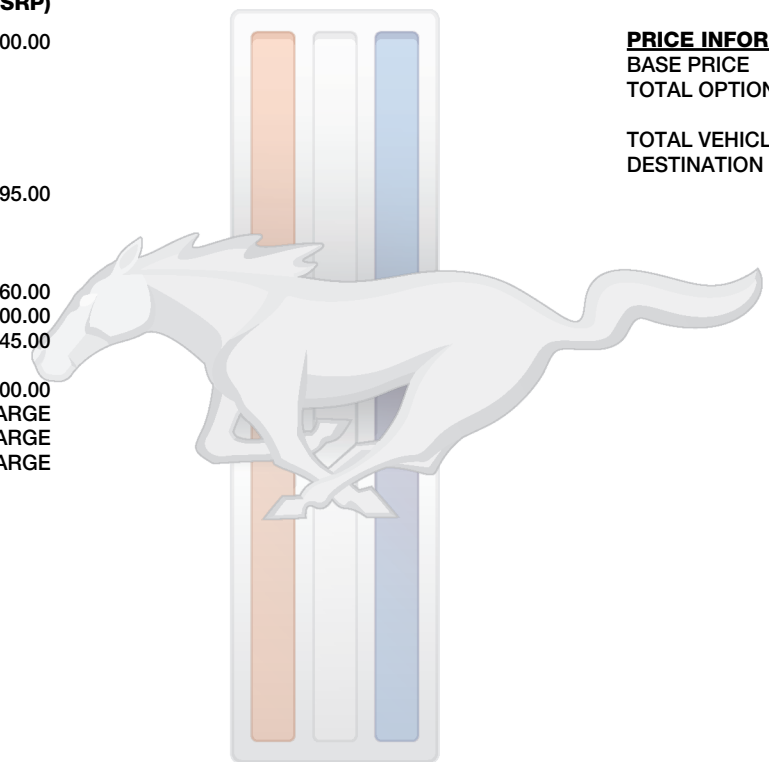 SRP)
00.00
95.00
60.00
00.00
45.00
00.00
ARGE
ARGE
ARGE
PRICE INFOR
BASE PRICE
TOTAL OPTION
TOTAL VEHICL
DESTINATION